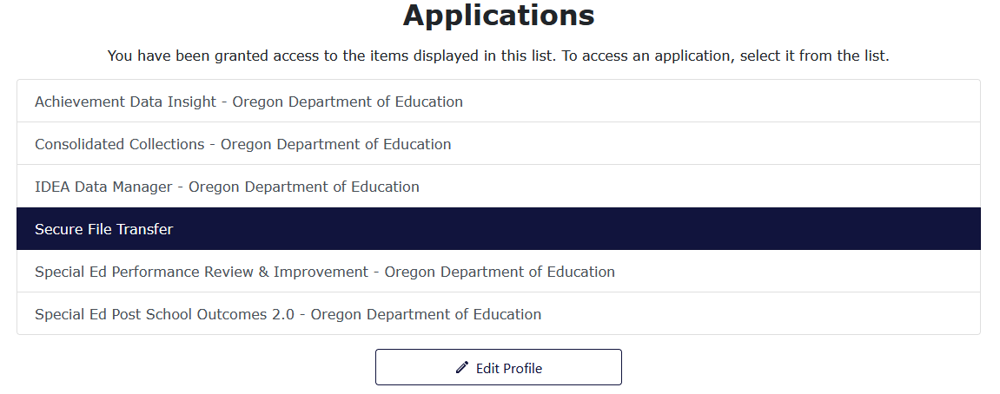 Applications
You have been granted access to the items displayed in this list. To access an application, select it from the list.
Achievement Data Insight - Oregon Department of Education
Consolidated Collections - Oregon Department of Education
IDEA Data Manager - Oregon Department of Education
Secure File Transfer
Special Ed Performance Review & Improvement - Oregon Department of Education
Special Ed Post School Outcomes 2.0 - Oregon Department of Education
Edit Profile